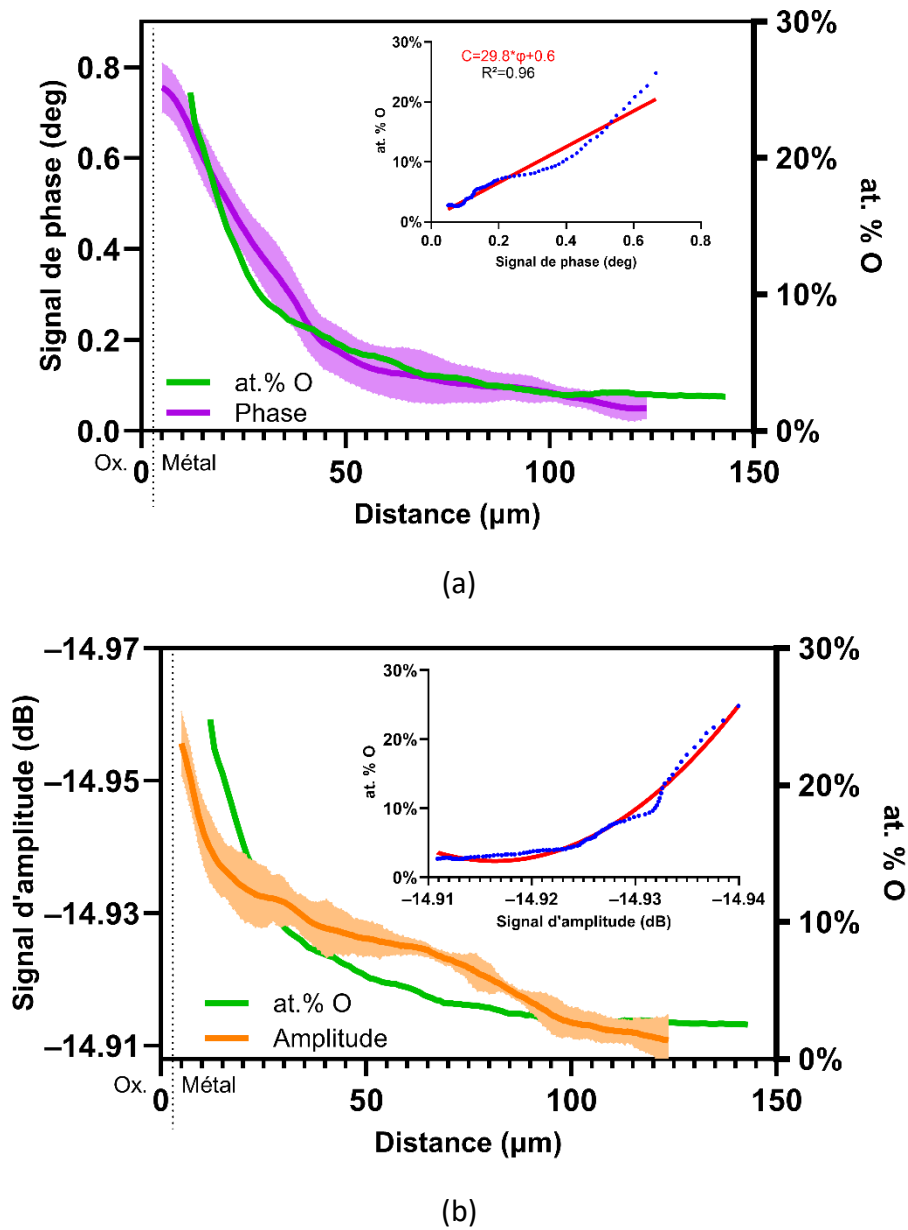 Signal de phase (deg)
0.8
0.6
0.4
0.2
0.0
30%
20%
10%
0%
at. % O
C=29.8*φ+0.6
R²=0.96
at. % O
30%
20%
10%
0%
0.0
0.2
0.4
0.6
0.8
Signal de phase (deg)
at.% O
Phase
Ox.
Métal
0
50
100
150
Distance (µm)
(a)
Signal d'amplitude (dB)
−14.97
−14.95
−14.93
−14.91
30%
20%
10%
0%
at. % O
at. % O
30%
20%
10%
0%
−14.91
−14.92
−14.93
−14.94
Signal d'amplitude (dB)
at.% O
Amplitude
Ox.
Métal
0
50
100
150
Distance (µm)
(b)